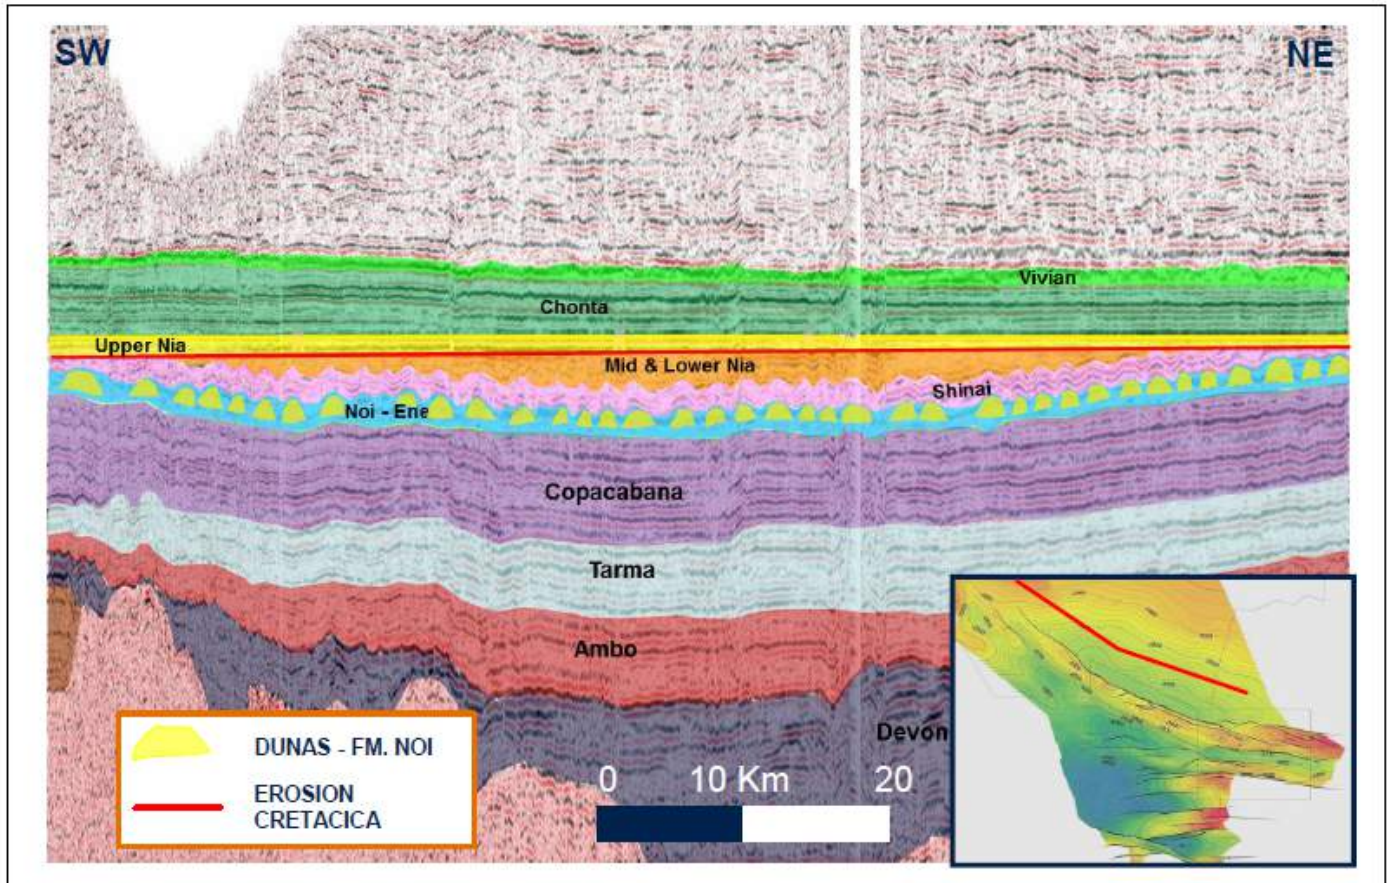 SW
NE
Vivian
Chonta
Upper Nia
Mid & Lower Nia
Shinai
Noi - Ene
Copacabana
Tarma
Ambo
Devon
DUNAS - FM. NOI
EROSION
CRETACICA
0 10 Km 20